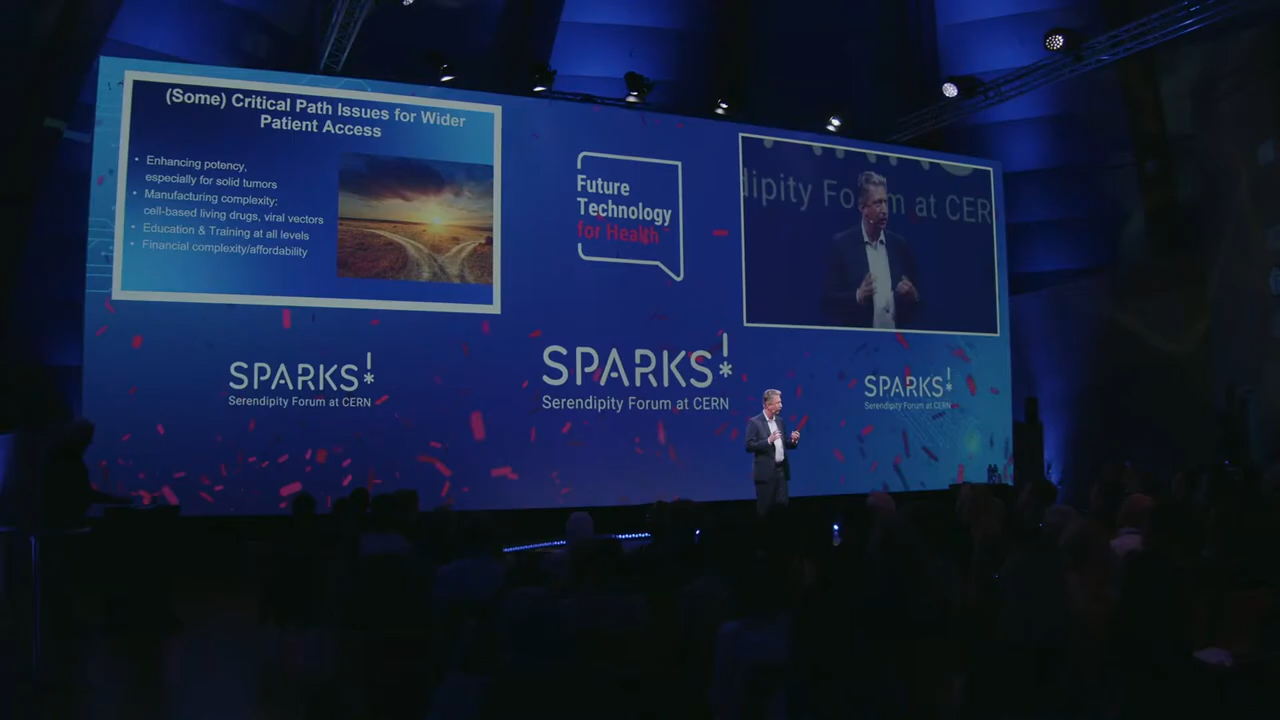 (Some) Critical Path Issues for Wider
Patient Access
• Enhancing potency,
especially for solid tumors
• Manufacturing complexity:
cell-based living drugs, viral vectors
• Education & Training at all levels
• Financial complexity/affordability
Future
Technology
for Health
dipity Fo m at CERN
SPARKS!*
Serendipity Forum at CERN
SPARKS!*
Serendipity Forum at CERN
SPARKS!*
Serendipity Forum at CERN